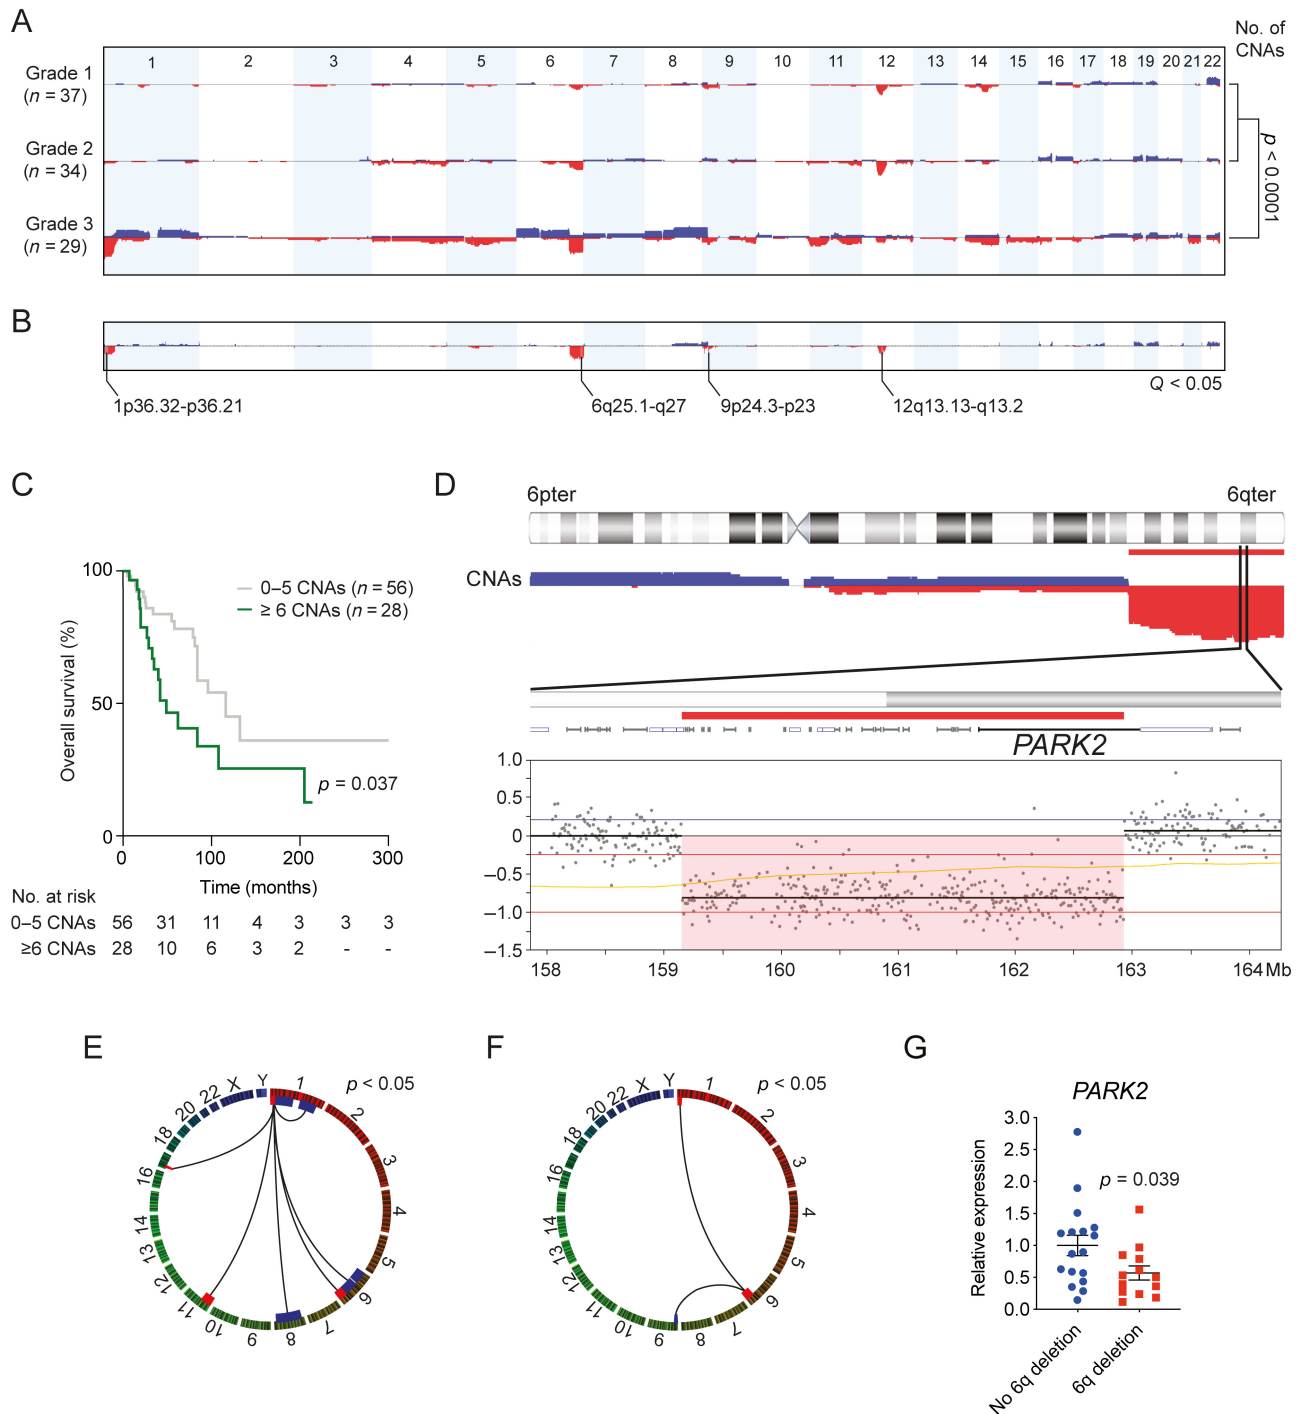 A
No. of
CNAs
1 2 3 4 5 6 7 8 9 10 11 12 13 14 15 16 17 18 19 20 21 22
Grade 1
(n = 37)
Grade 2
(n = 34)
Grade 3
(n = 29)
p < 0.0001
B
Q < 0.05
1p36.32-p36.21 6q25.1-q27 9p24.3-p23 12q13.13-q13.2
C
100
50
0
Overall survival (%)
0–5 CNAs (n = 56)
≥ 6 CNAs (n = 28)
p = 0.037
0 100 200 300
Time (months)
No. at risk
0–5 CNAs 56 31 11 4 3 3 3
≥6 CNAs 28 10 6 3 2 - -
D
6pter 6qter
CNAs
PARK2
1.0
0.5
0
–0.5
–1.0
–1.5
158 159 160 161 162 163 164 Mb
E
p < 0.05
1
2
3
4
5
6
7
8
9
10
11
12
13
14
16
18
20
22
X
Y
F
p < 0.05
1
2
3
4
5
6
7
8
9
10
11
12
13
14
16
18
20
22
X
Y
G
PARK2
3.0
2.5
2.0
1.5
1.0
0.5
0.0
Relative expression
p = 0.039
No 6q deletion
6q deletion